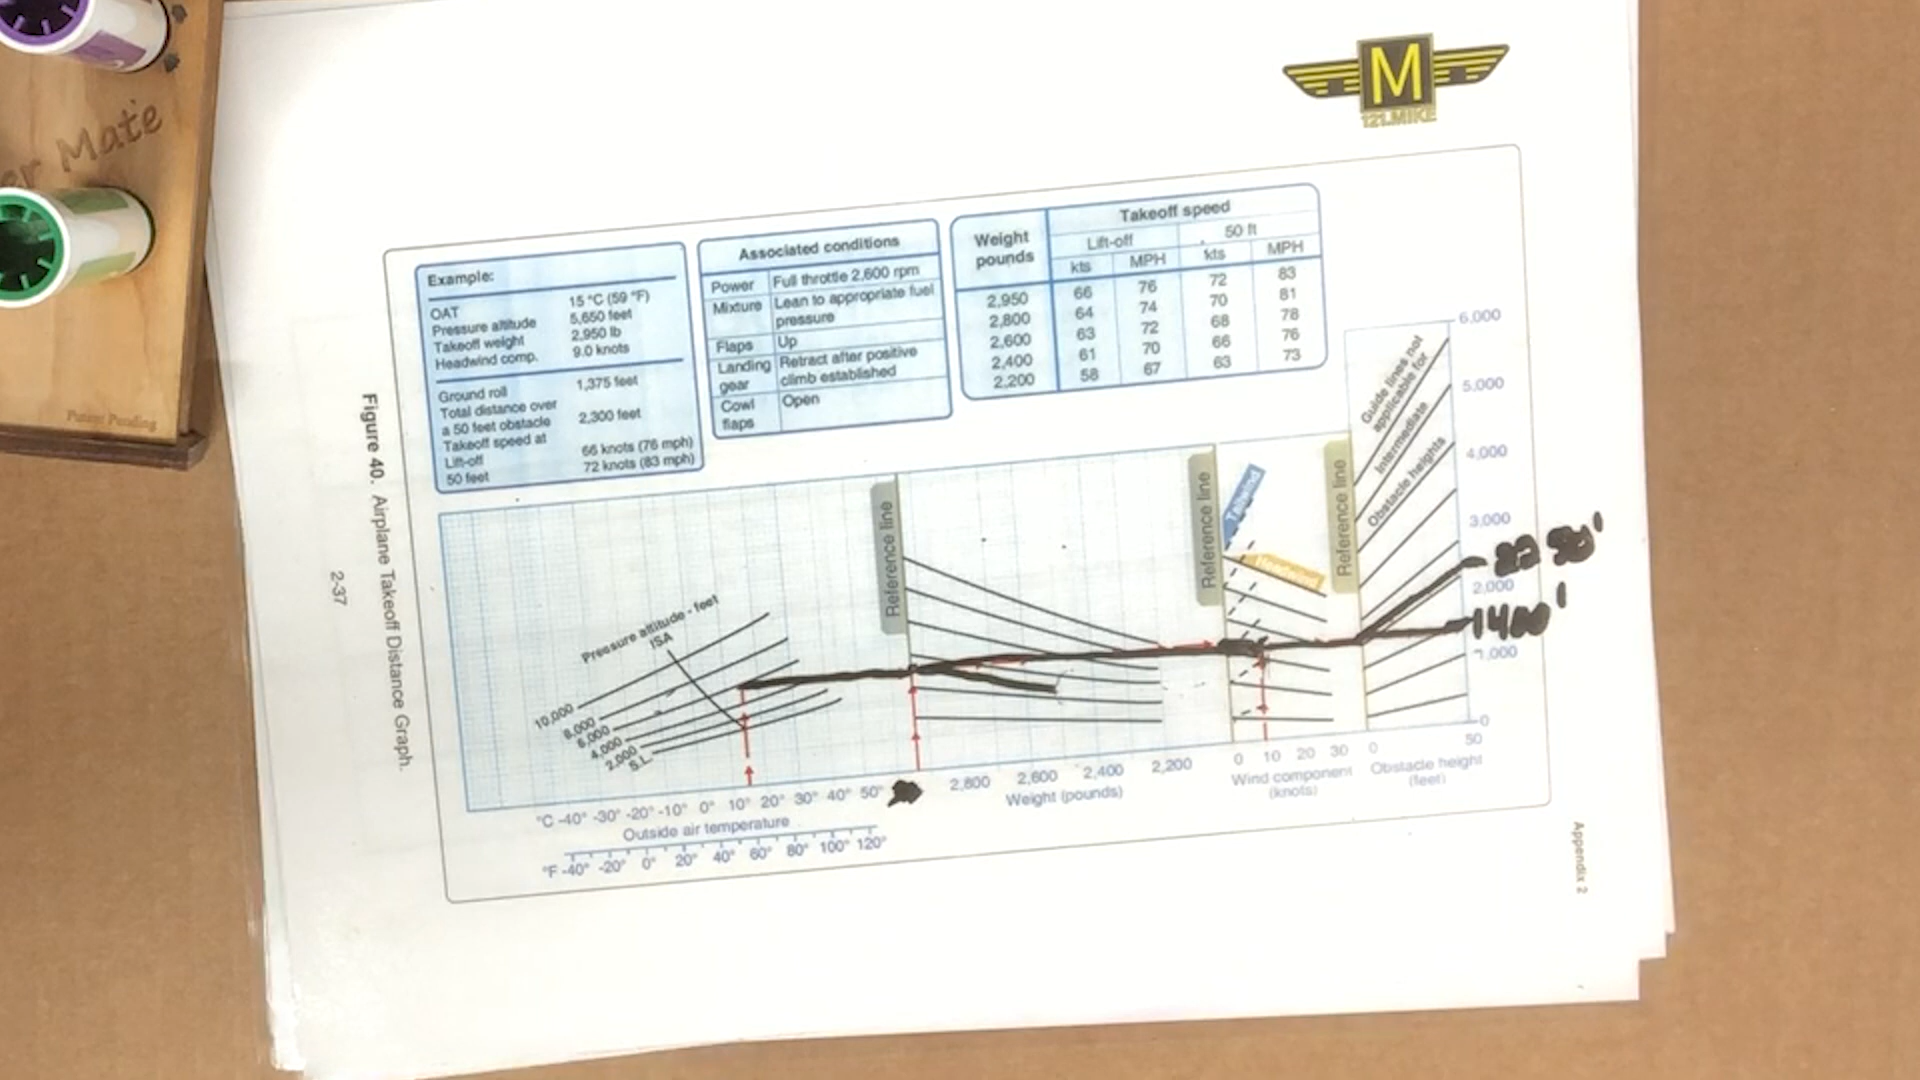 er Mate
Patent Pending
M
121.MIKE
Example:
OAT 15 °C (59 °F)
Pressure altitude 5,650 feet
Takeoff weight 2,950 lb
Headwind comp. 9.0 knots
Ground roll 1,375 feet
Total distance over
a 50 feet obstacle 2,300 feet
Takeoff speed at
Lift-off 66 knots (76 mph)
50 feet 72 knots (83 mph)
Associated conditions
Power Full throttle 2,600 rpm
Mixture Lean to appropriate fuel
pressure
Flaps Up
Landing gear Retract after positive
climb established
Cowl flaps Open
Weight pounds
Takeoff speed
Lift-off 50 ft
kts MPH kts MPH
2,950 66 76 72 83
2,800 64 74 70 81
2,600 63 72 68 78
2,400 61 70 66 76
2,200 58 67 63 73
Guide lines not
applicable for
Intermediate
Obstacle heights
6,000
5,000
4,000
3,000
2,000
1,000
0
1400'
Reference line
Reference line
Reference line
Tailwind
Headwind
Pressure altitude - feet
ISA
10,000
8,000
6,000
4,000
2,000
S.L.
°C -40° -30° -20° -10° 0° 10° 20° 30° 40° 50°
Outside air temperature
°F -40° -20° 0° 20° 40° 60° 80° 100° 120°
2,800 2,600 2,400 2,200
Weight (pounds)
0 10 20 30
Wind component
(knots)
0 50
Obstacle height
(feet)
Figure 40. Airplane Takeoff Distance Graph.
2-37
Appendix 2